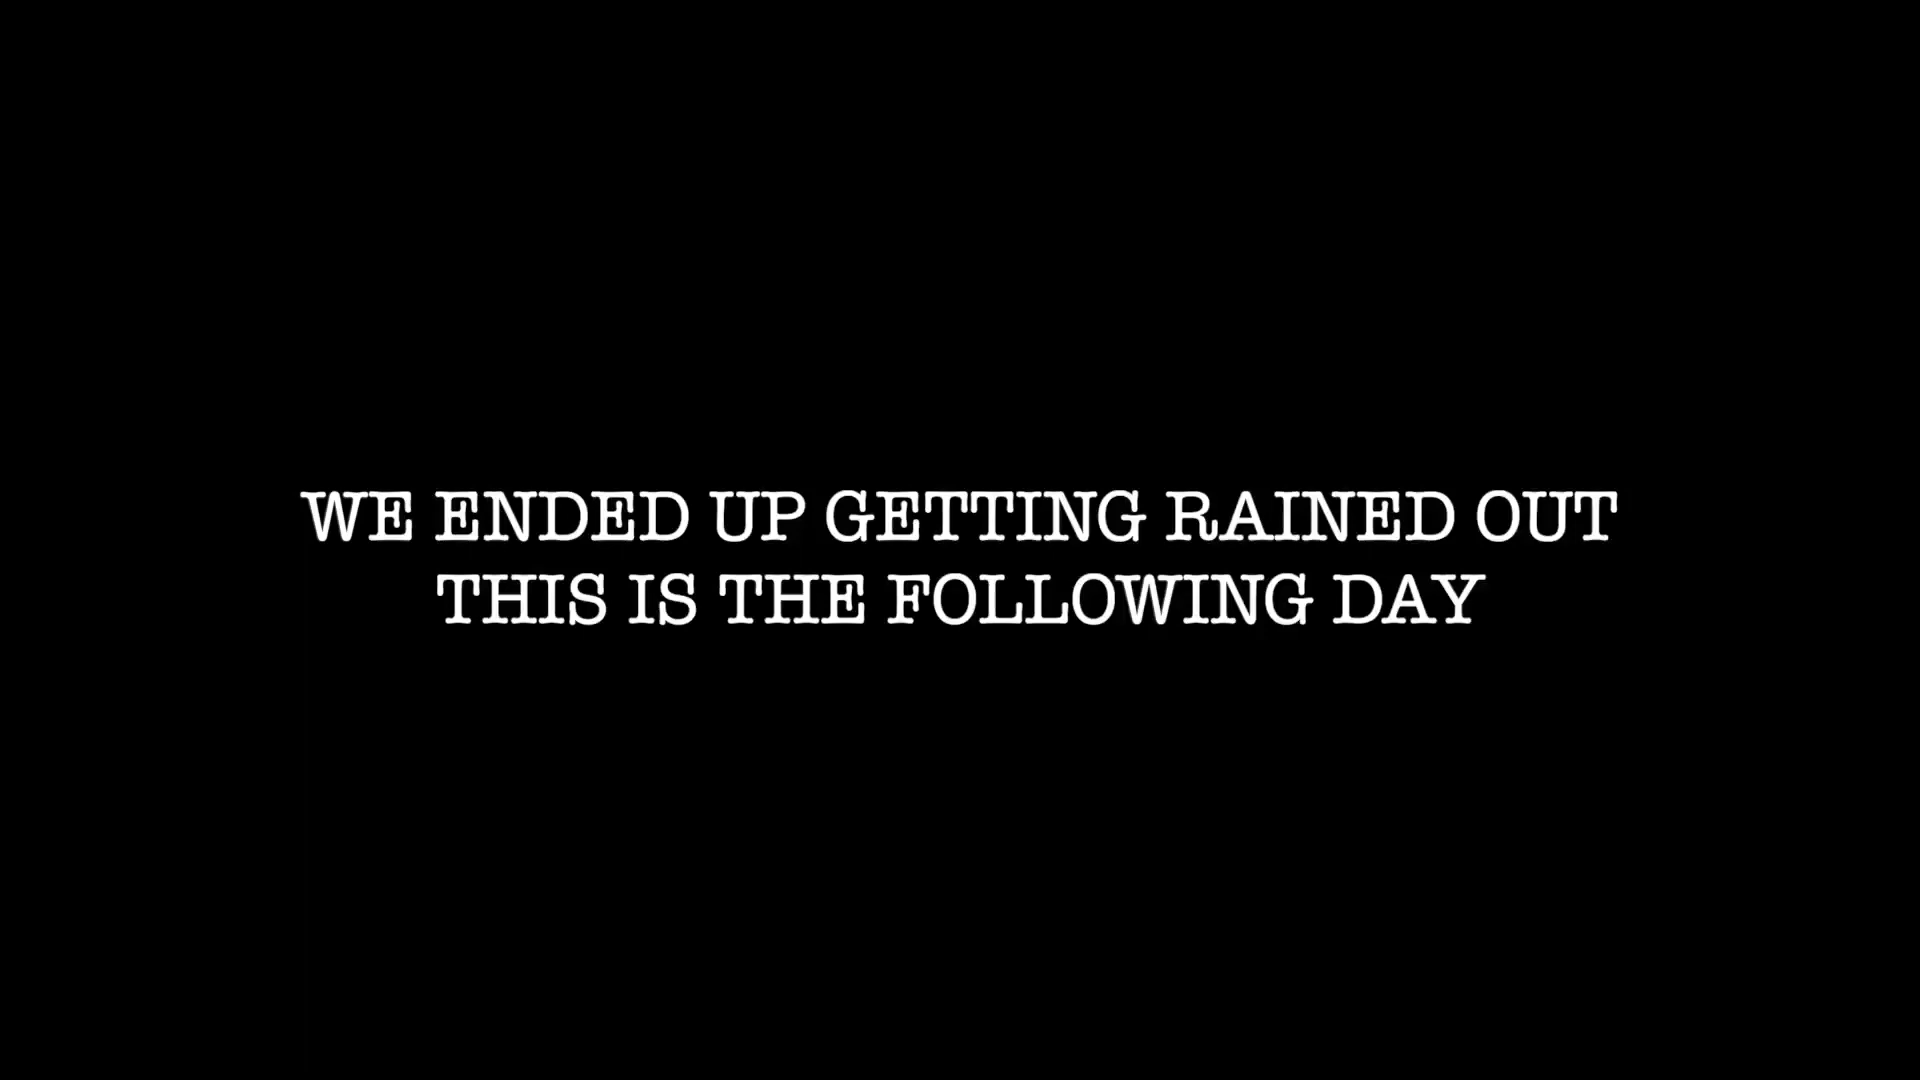 WE ENDED UP GETTING RAINED OUT
THIS IS THE FOLLOWING DAY